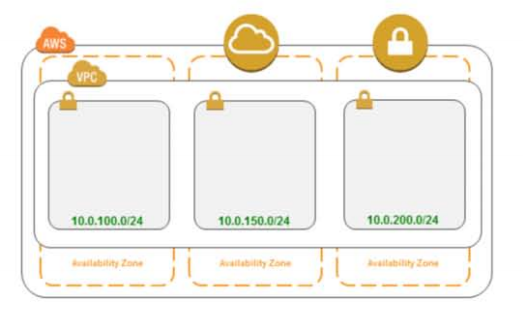 AWS
VPC
10.0.100.0/24
10.0.150.0/24
10.0.200.0/24
Availability Zone
Availability Zone
Availability Zone